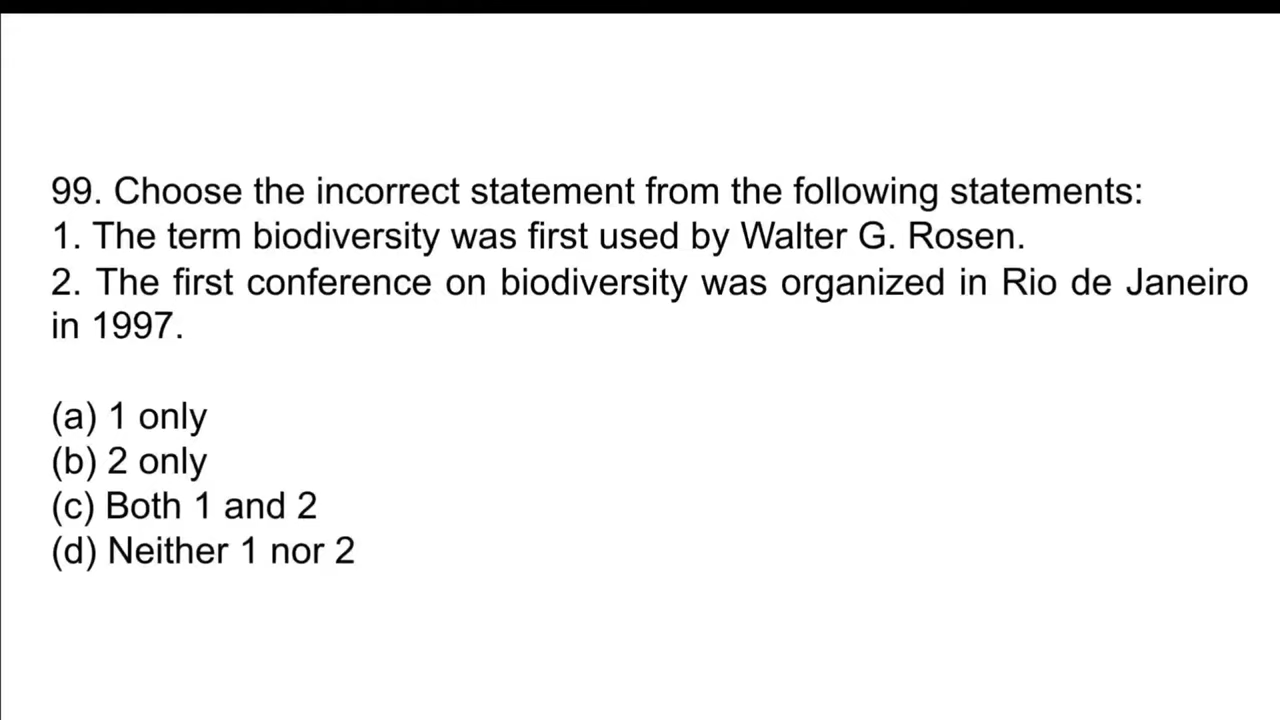 99. Choose the incorrect statement from the following statements:
1. The term biodiversity was first used by Walter G. Rosen.
2. The first conference on biodiversity was organized in Rio de Janeiro
in 1997.
(a) 1 only
(b) 2 only
(c) Both 1 and 2
(d) Neither 1 nor 2